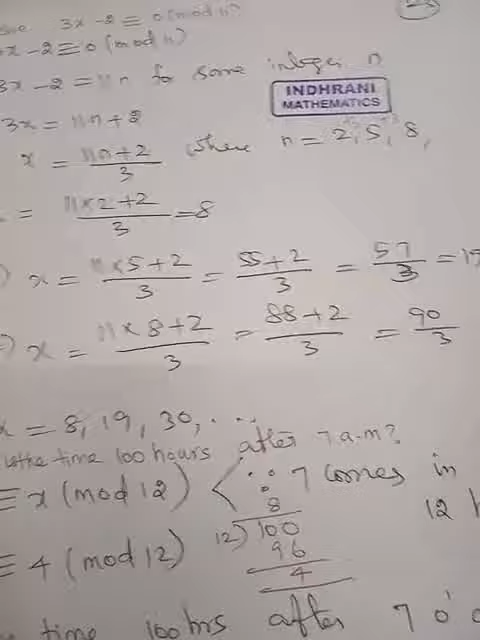 3x - 2 ≡ 0 (mod 11)?
x - 2 ≡ 0 (mod 11)
3x - 2 = 11n for some integer n
INDHRANI
MATHEMATICS
3x = 11n + 2
x = 11n+2/3 where n = 2, 5, 8,
= 11×2+2/3 = 8
x = 11×5+2/3 = 55+2/3 = 57/3 = 19
x = 11×8+2/3 = 88+2/3 = 90/3
x = 8, 19, 30, ...
the time 100 hours after 7 a.m?
≡ x (mod 12) ∵ 7 comes in
12
8
12)100
96
4
≡ 4 (mod 12)
time 100 hrs after 7 o'